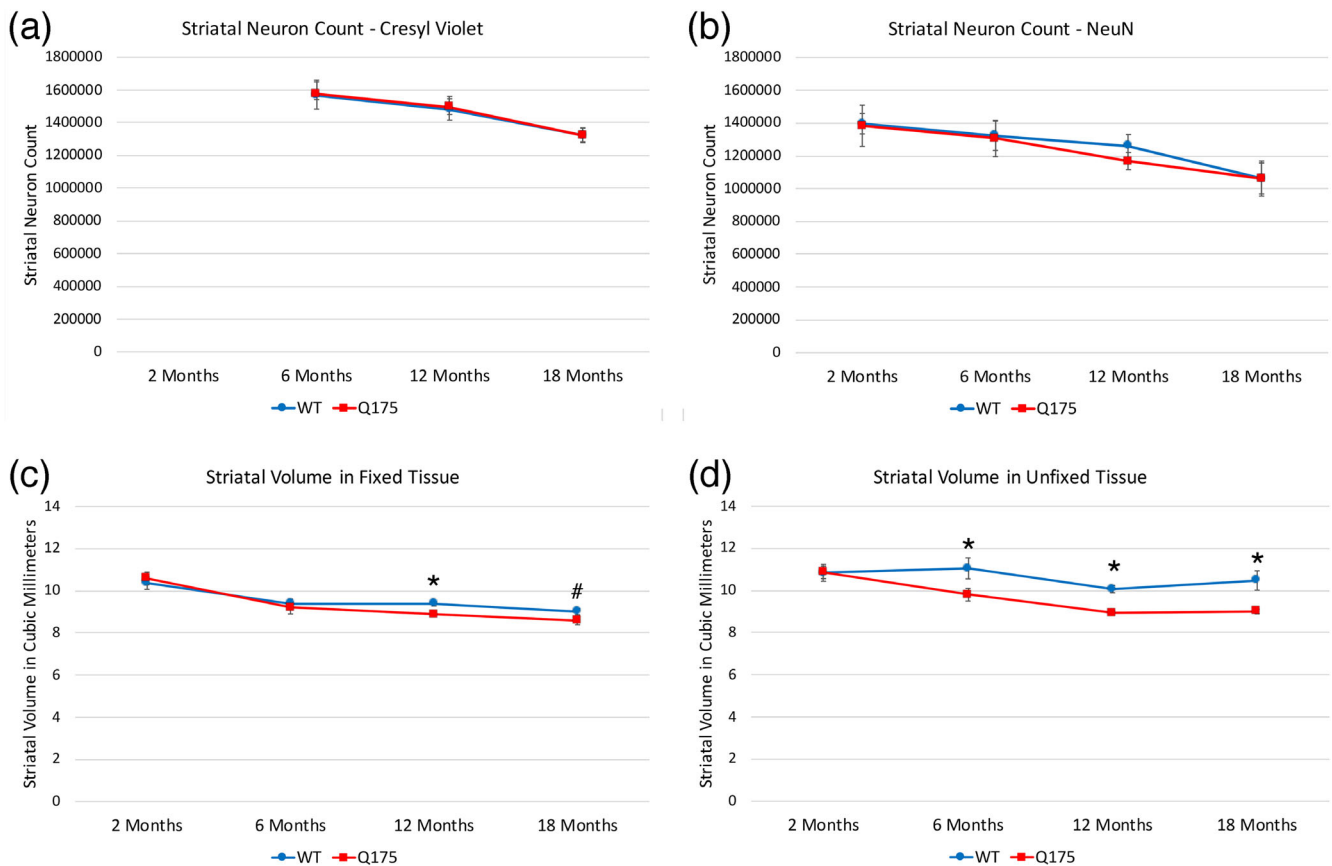 (a)
Striatal Neuron Count - Cresyl Violet
Striatal Neuron Count
1800000
1600000
1400000
1200000
1000000
800000
600000
400000
200000
0
2 Months 6 Months 12 Months 18 Months
WT Q175
(b)
Striatal Neuron Count - NeuN
Striatal Neuron Count
1800000
1600000
1400000
1200000
1000000
800000
600000
400000
200000
0
2 Months 6 Months 12 Months 18 Months
WT Q175
(c)
Striatal Volume in Fixed Tissue
Striatal Volume in Cubic Millimeters
14
12
10
8
6
4
2
0
*
#
2 Months 6 Months 12 Months 18 Months
WT Q175
(d)
Striatal Volume in Unfixed Tissue
Striatal Volume in Cubic Millimeters
14
12
10
8
6
4
2
0
* * *
2 Months 6 Months 12 Months 18 Months
WT Q175